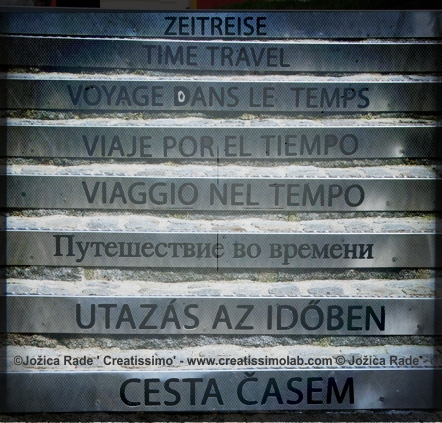 ZEITREISE
TIME TRAVEL
VOYAGE DANS LE TEMPS
VIAJE POR EL TIEMPO
VIAGGIO NEL TEMPO
Путешествие во времени
UTAZÁS AZ IDŐBEN
©Jožica Rade ' Creatissimo' - www.creatissimolab.com © Jožica Rade'-
CESTA ČASEM